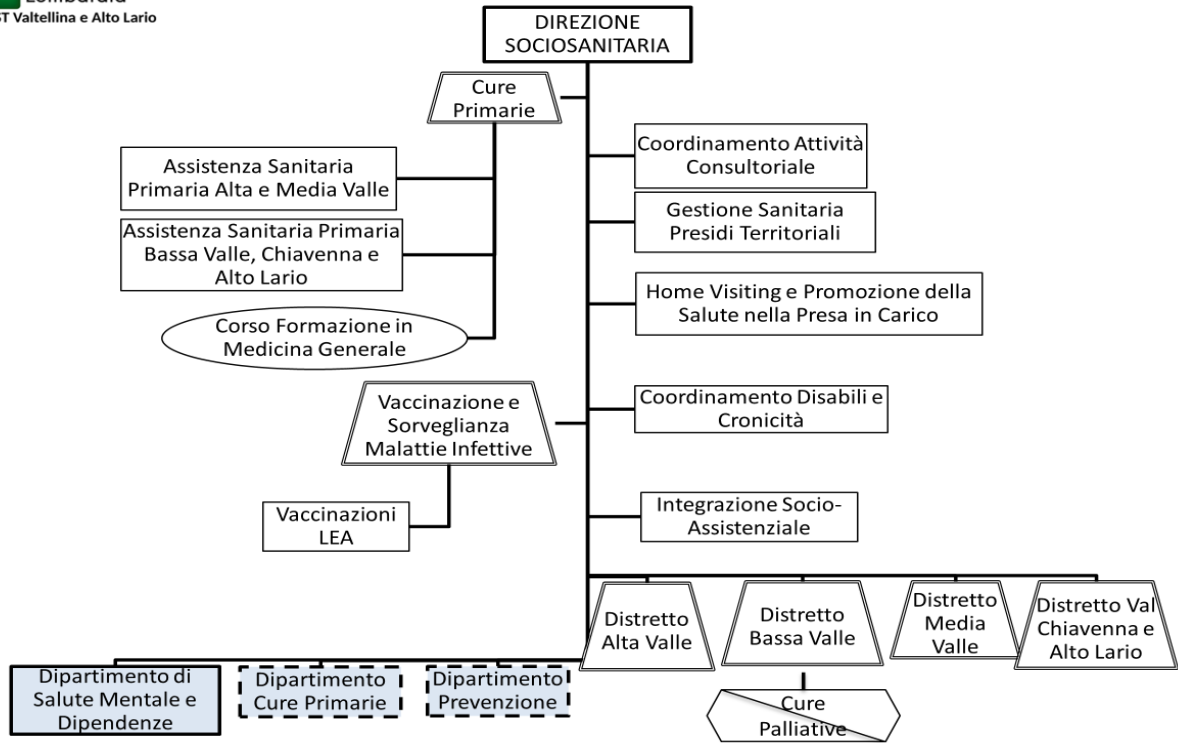 Lombardia
ST Valtellina e Alto Lario
DIREZIONE
SOCIOSANITARIA
Cure
Primarie
Assistenza Sanitaria
Primaria Alta e Media Valle
Assistenza Sanitaria Primaria
Bassa Valle, Chiavenna e
Alto Lario
Corso Formazione in
Medicina Generale
Vaccinazione e
Sorveglianza
Malattie Infettive
Vaccinazioni
LEA
Coordinamento Attività
Consultoriale
Gestione Sanitaria
Presidi Territoriali
Home Visiting e Promozione della
Salute nella Presa in Carico
Coordinamento Disabili e
Cronicità
Integrazione Socio-
Assistenziale
Distretto
Alta Valle
Distretto
Bassa Valle
Distretto
Media
Valle
Distretto Val
Chiavenna e
Alto Lario
Dipartimento di
Salute Mentale e
Dipendenze
Dipartimento
Cure Primarie
Dipartimento
Prevenzione
Cure
Palliative